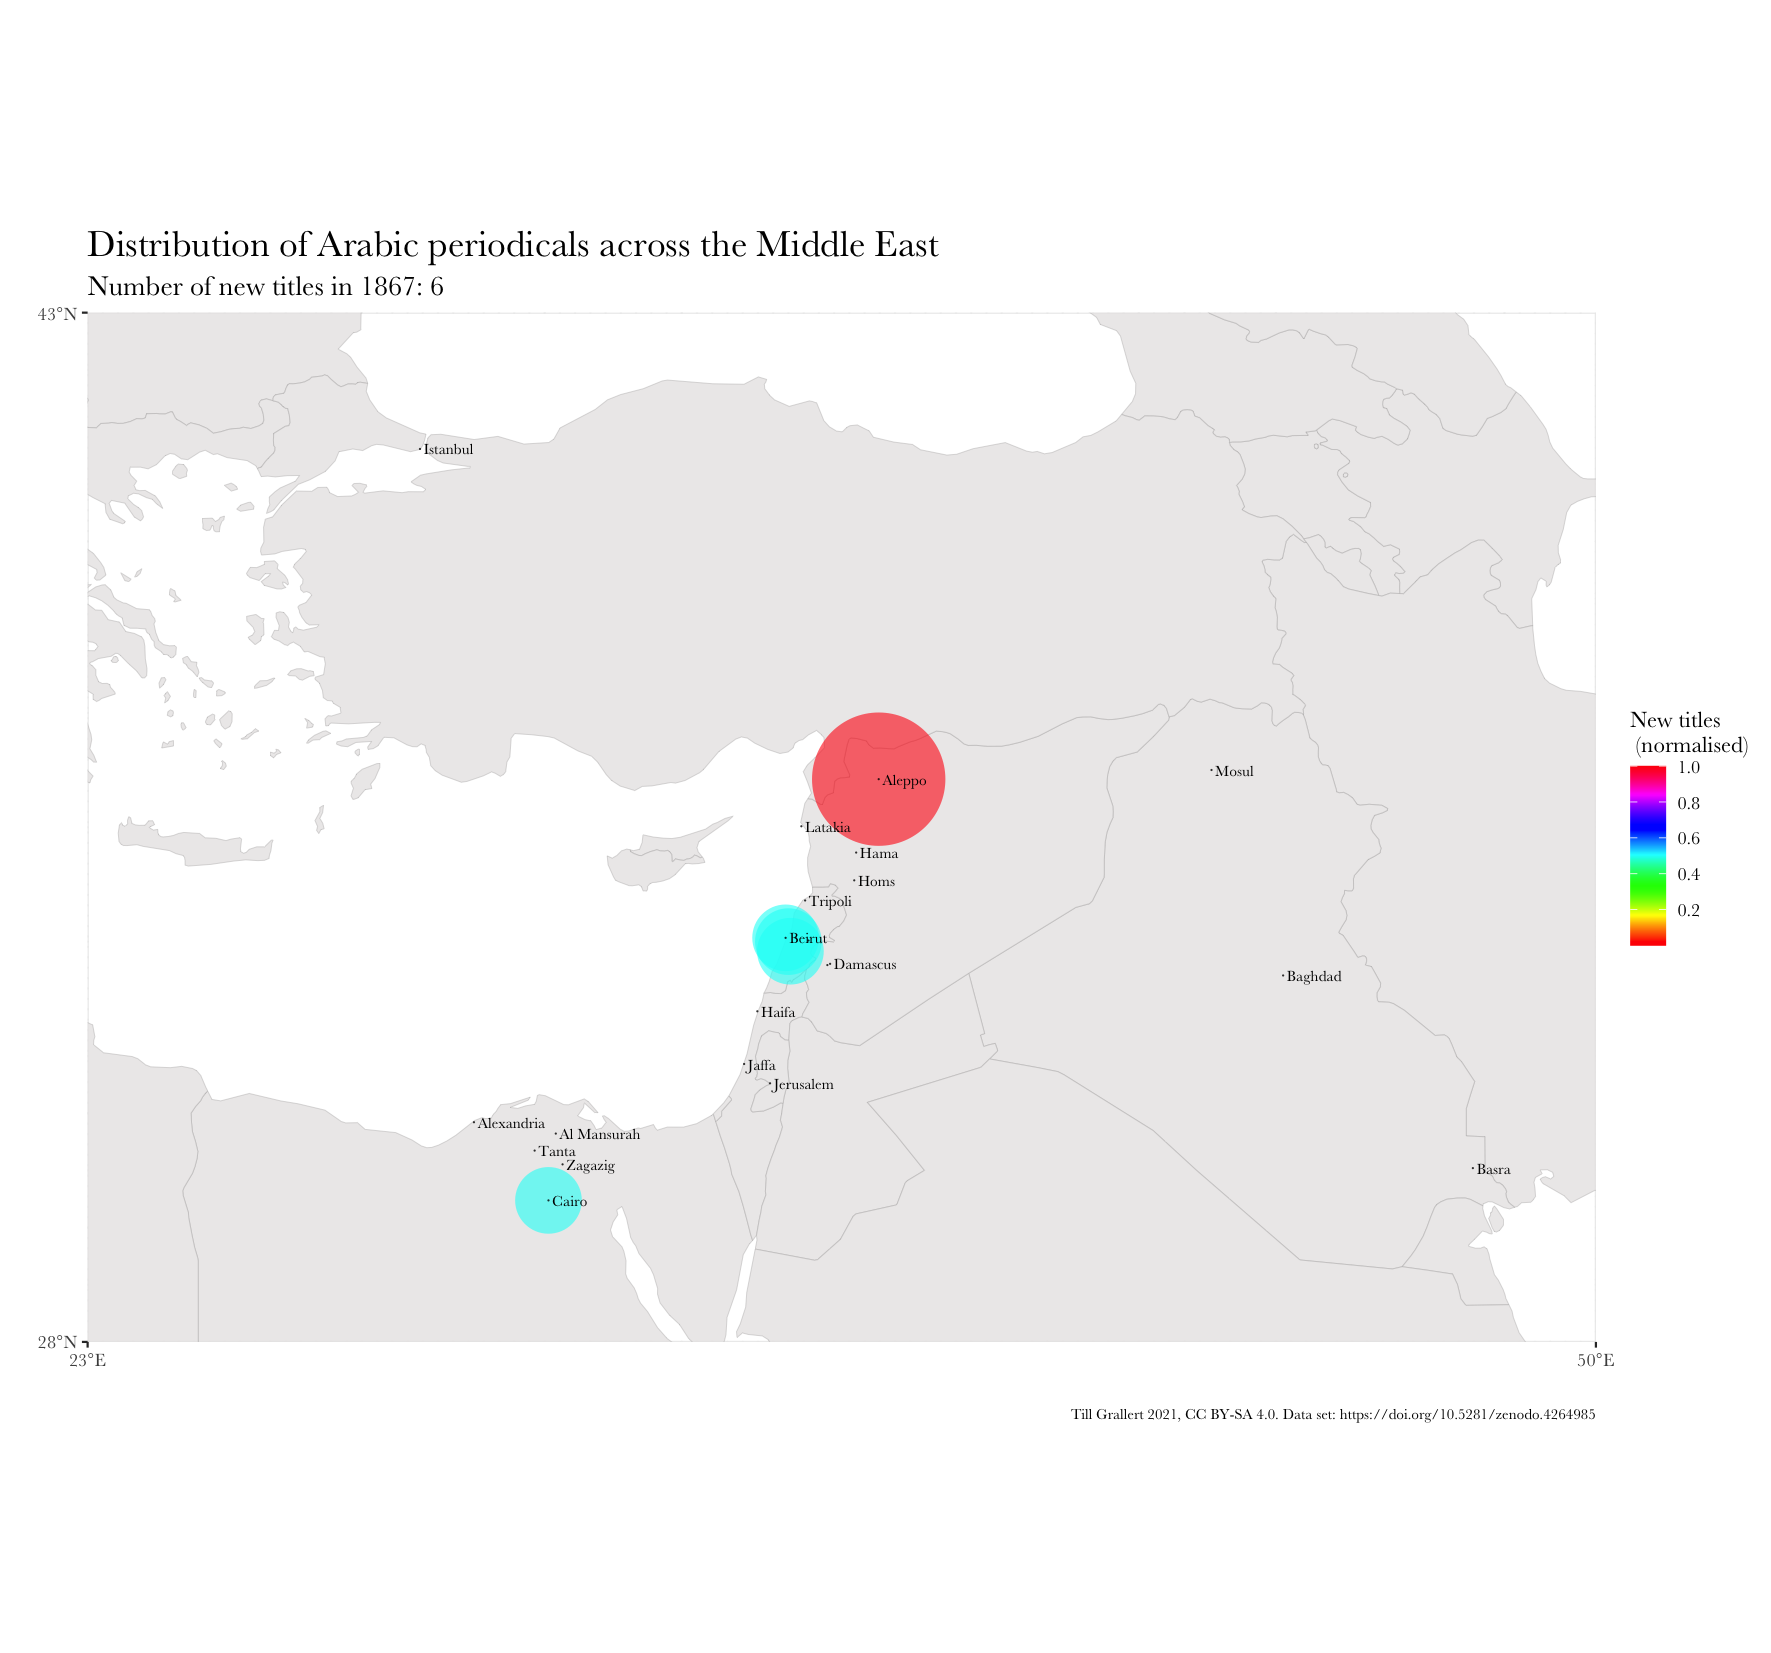 Distribution of Arabic periodicals across the Middle East
Number of new titles in 1867: 6
43°N
Istanbul
New titles
(normalised)
1.0
0.8
0.6
0.4
0.2
Mosul
Aleppo
Latakia
Hama
Homs
Tripoli
Beirut
Damascus
Baghdad
Haifa
Jaffa
Jerusalem
Alexandria
Al Mansurah
Tanta
Zagazig
Basra
Cairo
28°N
23°E
50°E
Till Grallert 2021, CC BY-SA 4.0. Data set: https://doi.org/10.5281/zenodo.4264985